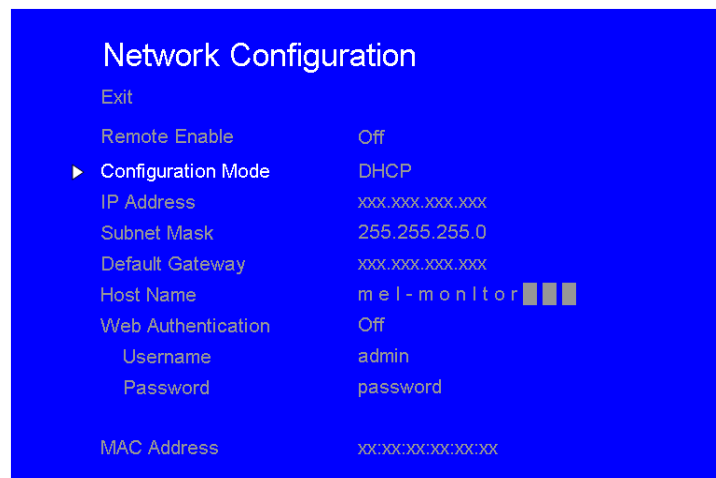 Network Configuration
Exit
Remote Enable Off
Configuration Mode DHCP
IP Address xxx.xxx.xxx.xxx
Subnet Mask 255.255.255.0
Default Gateway xxx.xxx.xxx.xxx
Host Name mel-monltor
Web Authentication Off
Username admin
Password password
MAC Address xx:xx:xx:xx:xx:xx